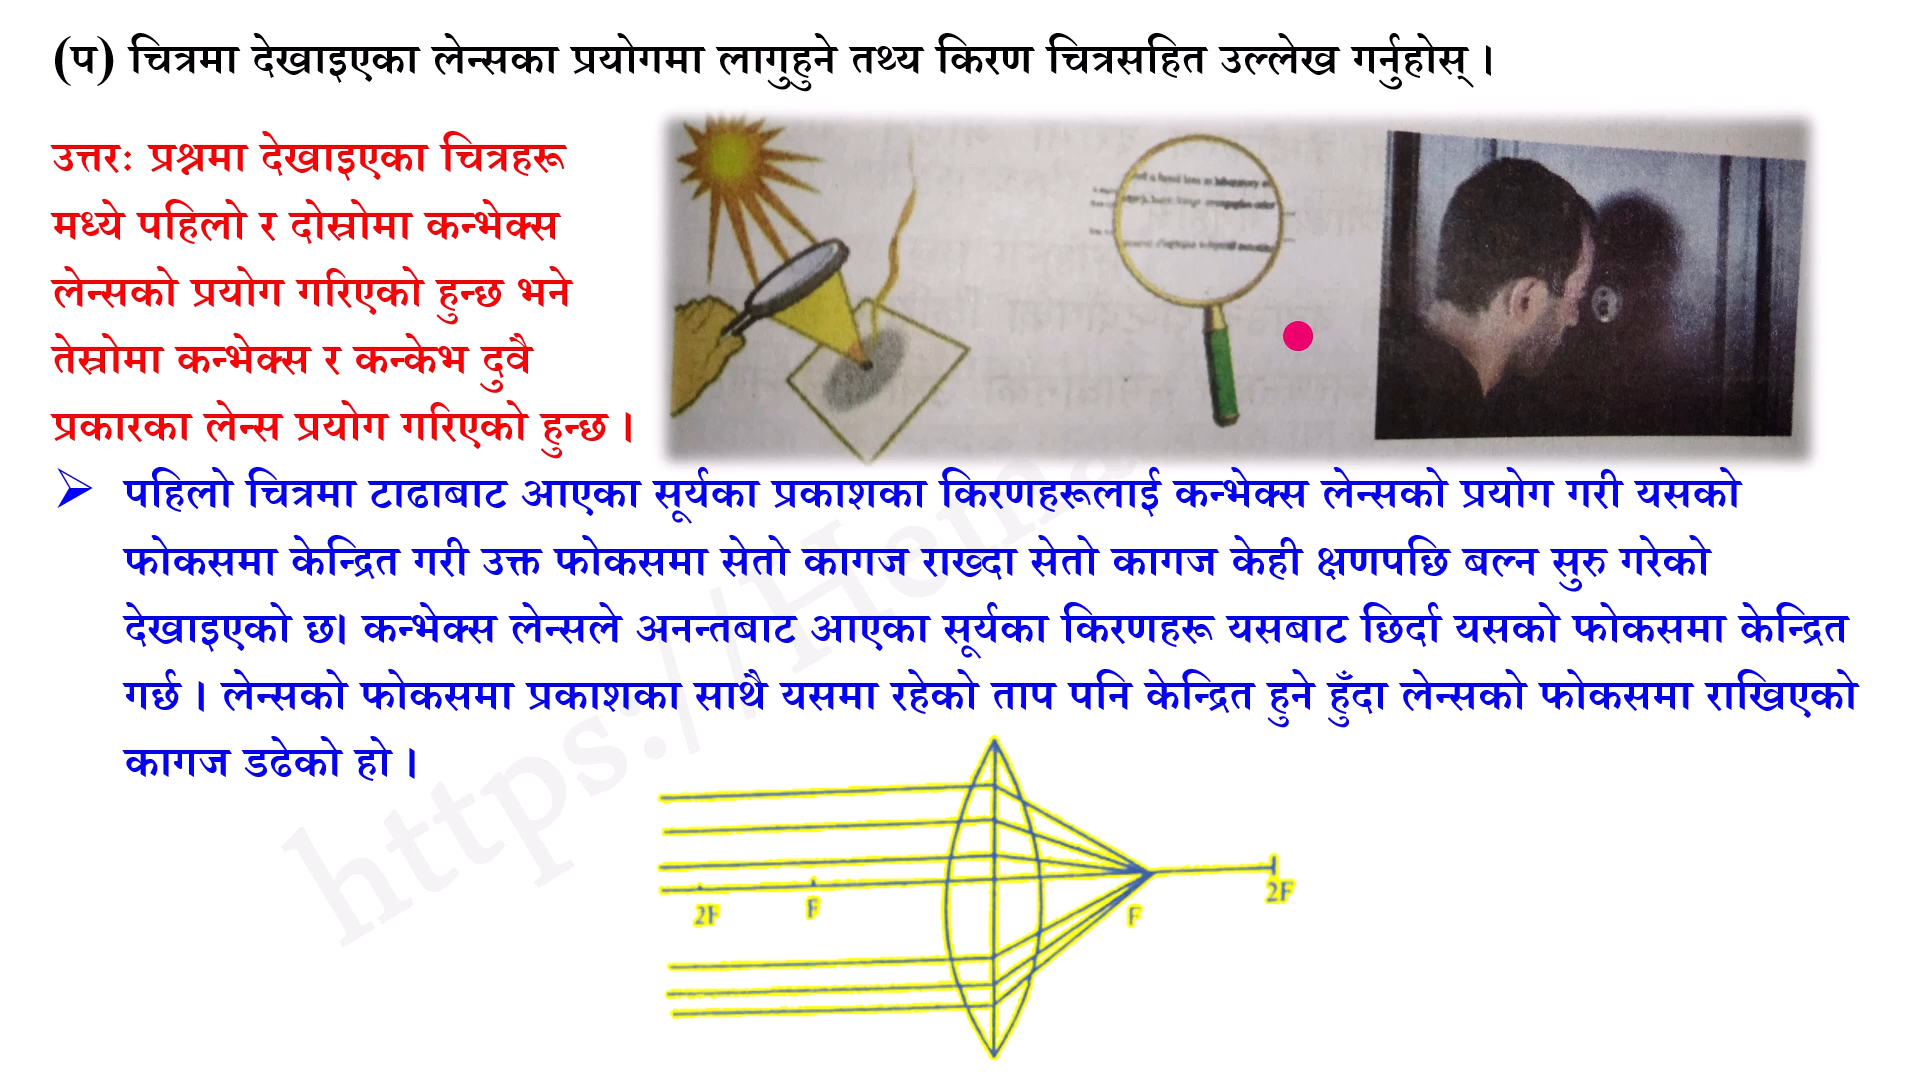 (प) चित्रमा देखाइएका लेन्सका प्रयोगमा लागुहुने तथ्य किरण चित्रसहित उल्लेख गर्नुहोस् ।
उत्तरः प्रश्नमा देखाइएका चित्रहरू
मध्ये पहिलो र दोस्रोमा कन्भेक्स
लेन्सको प्रयोग गरिएको हुन्छ भने
तेस्रोमा कन्भेक्स र कन्केभ दुवै
प्रकारका लेन्स प्रयोग गरिएको हुन्छ ।
➢ पहिलो चित्रमा टाढाबाट आएका सूर्यका प्रकाशका किरणहरूलाई कन्भेक्स लेन्सको प्रयोग गरी यसको
फोकसमा केन्द्रित गरी उक्त फोकसमा सेतो कागज राख्दा सेतो कागज केही क्षणपछि बल्न सुरु गरेको
देखाइएको छ। कन्भेक्स लेन्सले अनन्तबाट आएका सूर्यका किरणहरू यसबाट छिर्दा यसको फोकसमा केन्द्रित
गर्छ । लेन्सको फोकसमा प्रकाशका साथै यसमा रहेको ताप पनि केन्द्रित हुने हुँदा लेन्सको फोकसमा राखिएको
कागज डढेको हो ।
2F F F 2F
https://Hem